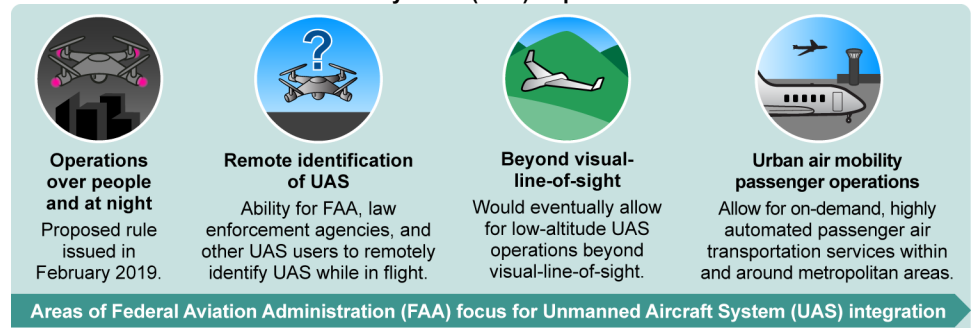 ?
Operations
over people
and at night
Proposed rule
issued in
February 2019.
Remote identification
of UAS
Ability for FAA, law
enforcement agencies, and
other UAS users to remotely
identify UAS while in flight.
Beyond visual-
line-of-sight
Would eventually allow
for low-altitude UAS
operations beyond
visual-line-of-sight.
Urban air mobility
passenger operations
Allow for on-demand, highly
automated passenger air
transportation services within
and around metropolitan areas.
Areas of Federal Aviation Administration (FAA) focus for Unmanned Aircraft System (UAS) integration